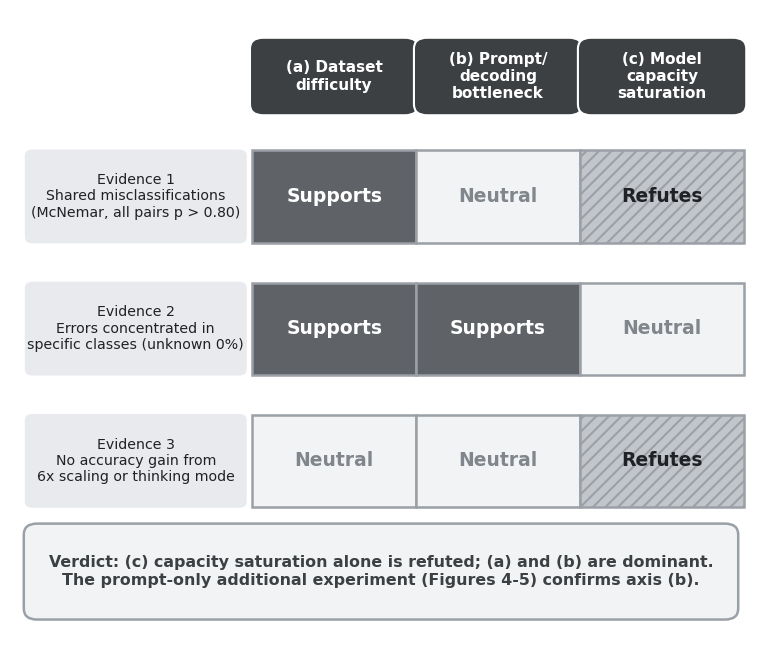 (a) Dataset
difficulty
(b) Prompt/
decoding
bottleneck
(c) Model
capacity
saturation
Evidence 1
Shared misclassifications
(McNemar, all pairs p > 0.80)
Supports
Neutral
Refutes
Evidence 2
Errors concentrated in
specific classes (unknown 0%)
Supports
Supports
Neutral
Evidence 3
No accuracy gain from
6x scaling or thinking mode
Neutral
Neutral
Refutes
Verdict: (c) capacity saturation alone is refuted; (a) and (b) are dominant.
The prompt-only additional experiment (Figures 4-5) confirms axis (b).